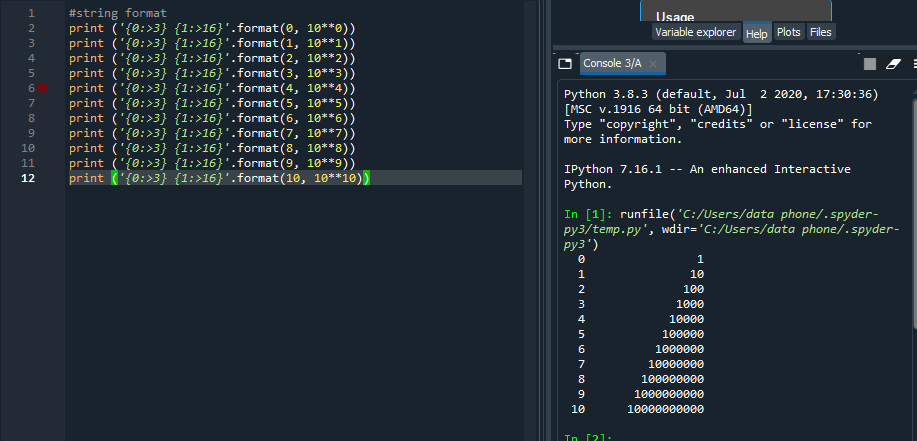 1 #string format
2 print ('{0:>3} {1:>16}'.format(0, 10**0))
3 print ('{0:>3} {1:>16}'.format(1, 10**1))
4 print ('{0:>3} {1:>16}'.format(2, 10**2))
5 print ('{0:>3} {1:>16}'.format(3, 10**3))
6 print ('{0:>3} {1:>16}'.format(4, 10**4))
7 print ('{0:>3} {1:>16}'.format(5, 10**5))
8 print ('{0:>3} {1:>16}'.format(6, 10**6))
9 print ('{0:>3} {1:>16}'.format(7, 10**7))
10 print ('{0:>3} {1:>16}'.format(8, 10**8))
11 print ('{0:>3} {1:>16}'.format(9, 10**9))
12 print ('{0:>3} {1:>16}'.format(10, 10**10))
Usage
Variable explorer Help Plots Files
Console 3/A
Python 3.8.3 (default, Jul  2 2020, 17:30:36)
[MSC v.1916 64 bit (AMD64)]
Type "copyright", "credits" or "license" for
more information.
IPython 7.16.1 -- An enhanced Interactive
Python.
In [1]: runfile('C:/Users/data phone/.spyder-
py3/temp.py', wdir='C:/Users/data phone/.spyder-
py3')
  0                1
  1               10
  2              100
  3             1000
  4            10000
  5           100000
  6          1000000
  7         10000000
  8        100000000
  9       1000000000
 10      10000000000
In [2]: